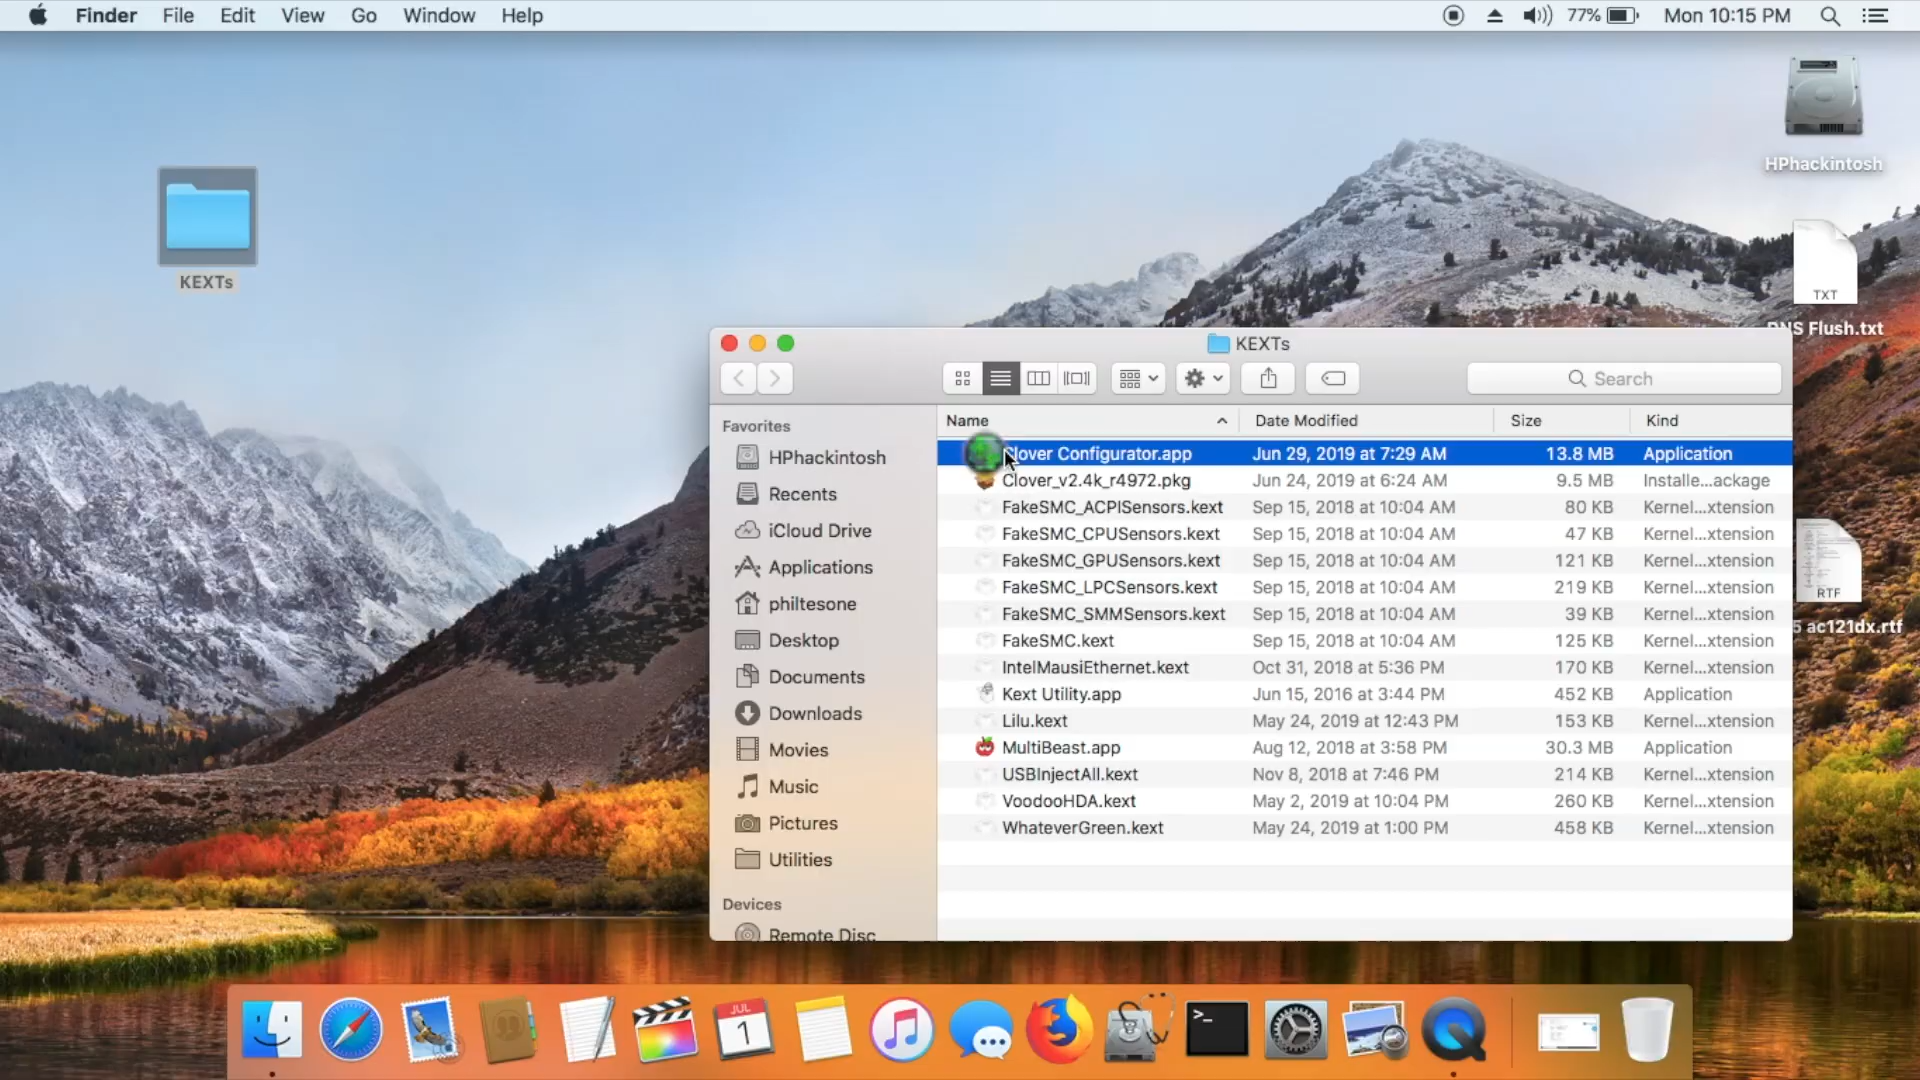 Finder File Edit View Go Window Help 77% Mon 10:15 PM
HPhackintosh
KEXTs
TXT
NS Flush.txt
RTF
5 ac121dx.rtf
KEXTs
Search
Favorites
HPhackintosh
Recents
iCloud Drive
Applications
philtesone
Desktop
Documents
Downloads
Movies
Music
Pictures
Utilities
Devices
Remote Disc
Name Date Modified Size Kind
lover Configurator.app Jun 29, 2019 at 7:29 AM 13.8 MB Application
Clover_v2.4k_r4972.pkg Jun 24, 2019 at 6:24 AM 9.5 MB Installe...ackage
FakeSMC_ACPISensors.kext Sep 15, 2018 at 10:04 AM 80 KB Kernel...xtension
FakeSMC_CPUSensors.kext Sep 15, 2018 at 10:04 AM 47 KB Kernel...xtension
FakeSMC_GPUSensors.kext Sep 15, 2018 at 10:04 AM 121 KB Kernel...xtension
FakeSMC_LPCSensors.kext Sep 15, 2018 at 10:04 AM 219 KB Kernel...xtension
FakeSMC_SMMSensors.kext Sep 15, 2018 at 10:04 AM 39 KB Kernel...xtension
FakeSMC.kext Sep 15, 2018 at 10:04 AM 125 KB Kernel...xtension
IntelMausiEthernet.kext Oct 31, 2018 at 5:36 PM 170 KB Kernel...xtension
Kext Utility.app Jun 15, 2016 at 3:44 PM 452 KB Application
Lilu.kext May 24, 2019 at 12:43 PM 153 KB Kernel...xtension
MultiBeast.app Aug 12, 2018 at 3:58 PM 30.3 MB Application
USBInjectAll.kext Nov 8, 2018 at 7:46 PM 214 KB Kernel...xtension
VoodooHDA.kext May 2, 2019 at 10:04 PM 260 KB Kernel...xtension
WhateverGreen.kext May 24, 2019 at 1:00 PM 458 KB Kernel...xtension
JUL
1
>_